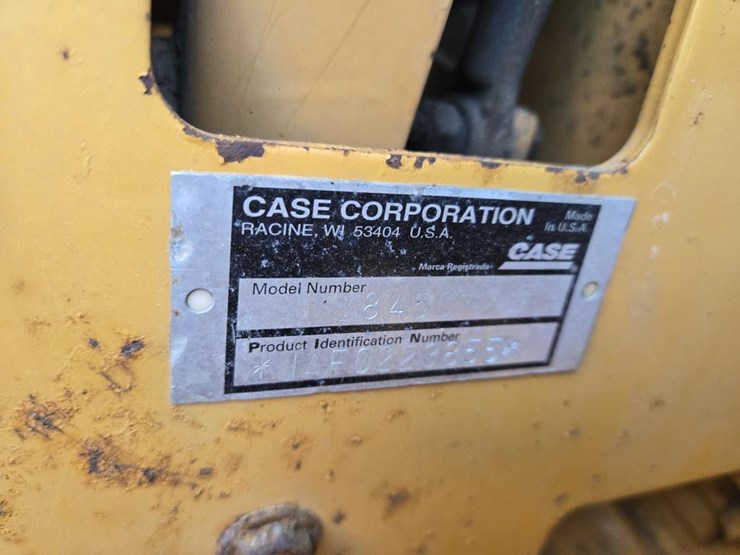 CASE CORPORATION
RACINE, WI 53404 U.S.A.
Made
In U.S.A.
CASE
Marca Registrada
Model Number
Product Identification Number